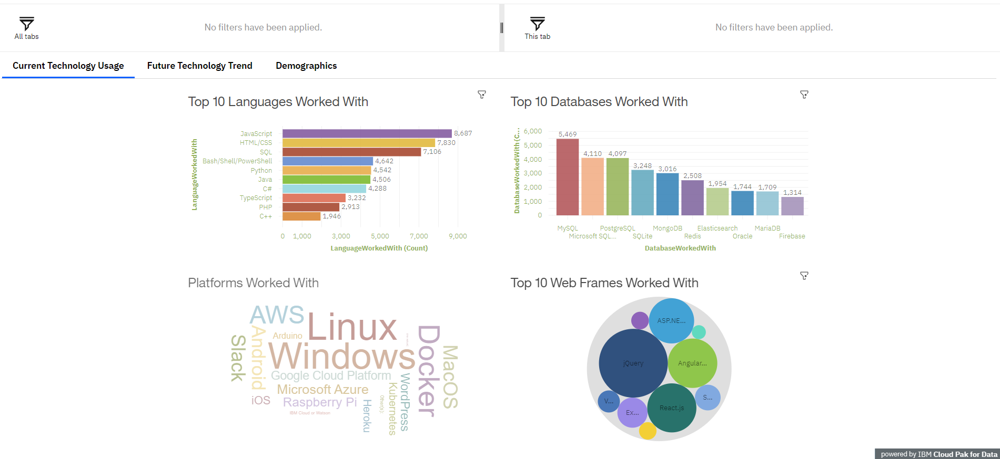 All tabs
No filters have been applied.
This tab
No filters have been applied.
Current Technology Usage
Future Technology Trend
Demographics
Top 10 Languages Worked With
LanguageWorkedWith
JavaScript
8,687
HTML/CSS
7,830
SQL
7,106
Bash/Shell/PowerShell
4,642
Python
4,542
Java
4,506
C#
4,288
TypeScript
3,232
PHP
2,913
C++
1,946
0 1,000 3,000 5,000 7,000 9,000
LanguageWorkedWith (Count)
Top 10 Databases Worked With
DatabaseWorkedWith (C...
6,000
5,000
4,000
3,000
2,000
1,000
0
5,469
4,110
4,097
3,248
3,016
2,508
1,954
1,744
1,709
1,314
MySQL PostgreSQL MongoDB Elasticsearch MariaDB
Microsoft SQL... SQLite Redis Oracle Firebase
DatabaseWorkedWith
Platforms Worked With
AWS
Linux
Arduino
Android
Slack
Windows
Docker
MacOS
Google Cloud Platform
Microsoft Azure
WordPress
Kubernetes
iOS
Raspberry Pi
Heroku
Other(s):
IBM Cloud or Watson
Top 10 Web Frames Worked With
ASP.NE...
jQuery
Angular...
V...
Ex...
React.js
S...
powered by IBM Cloud Pak for Data